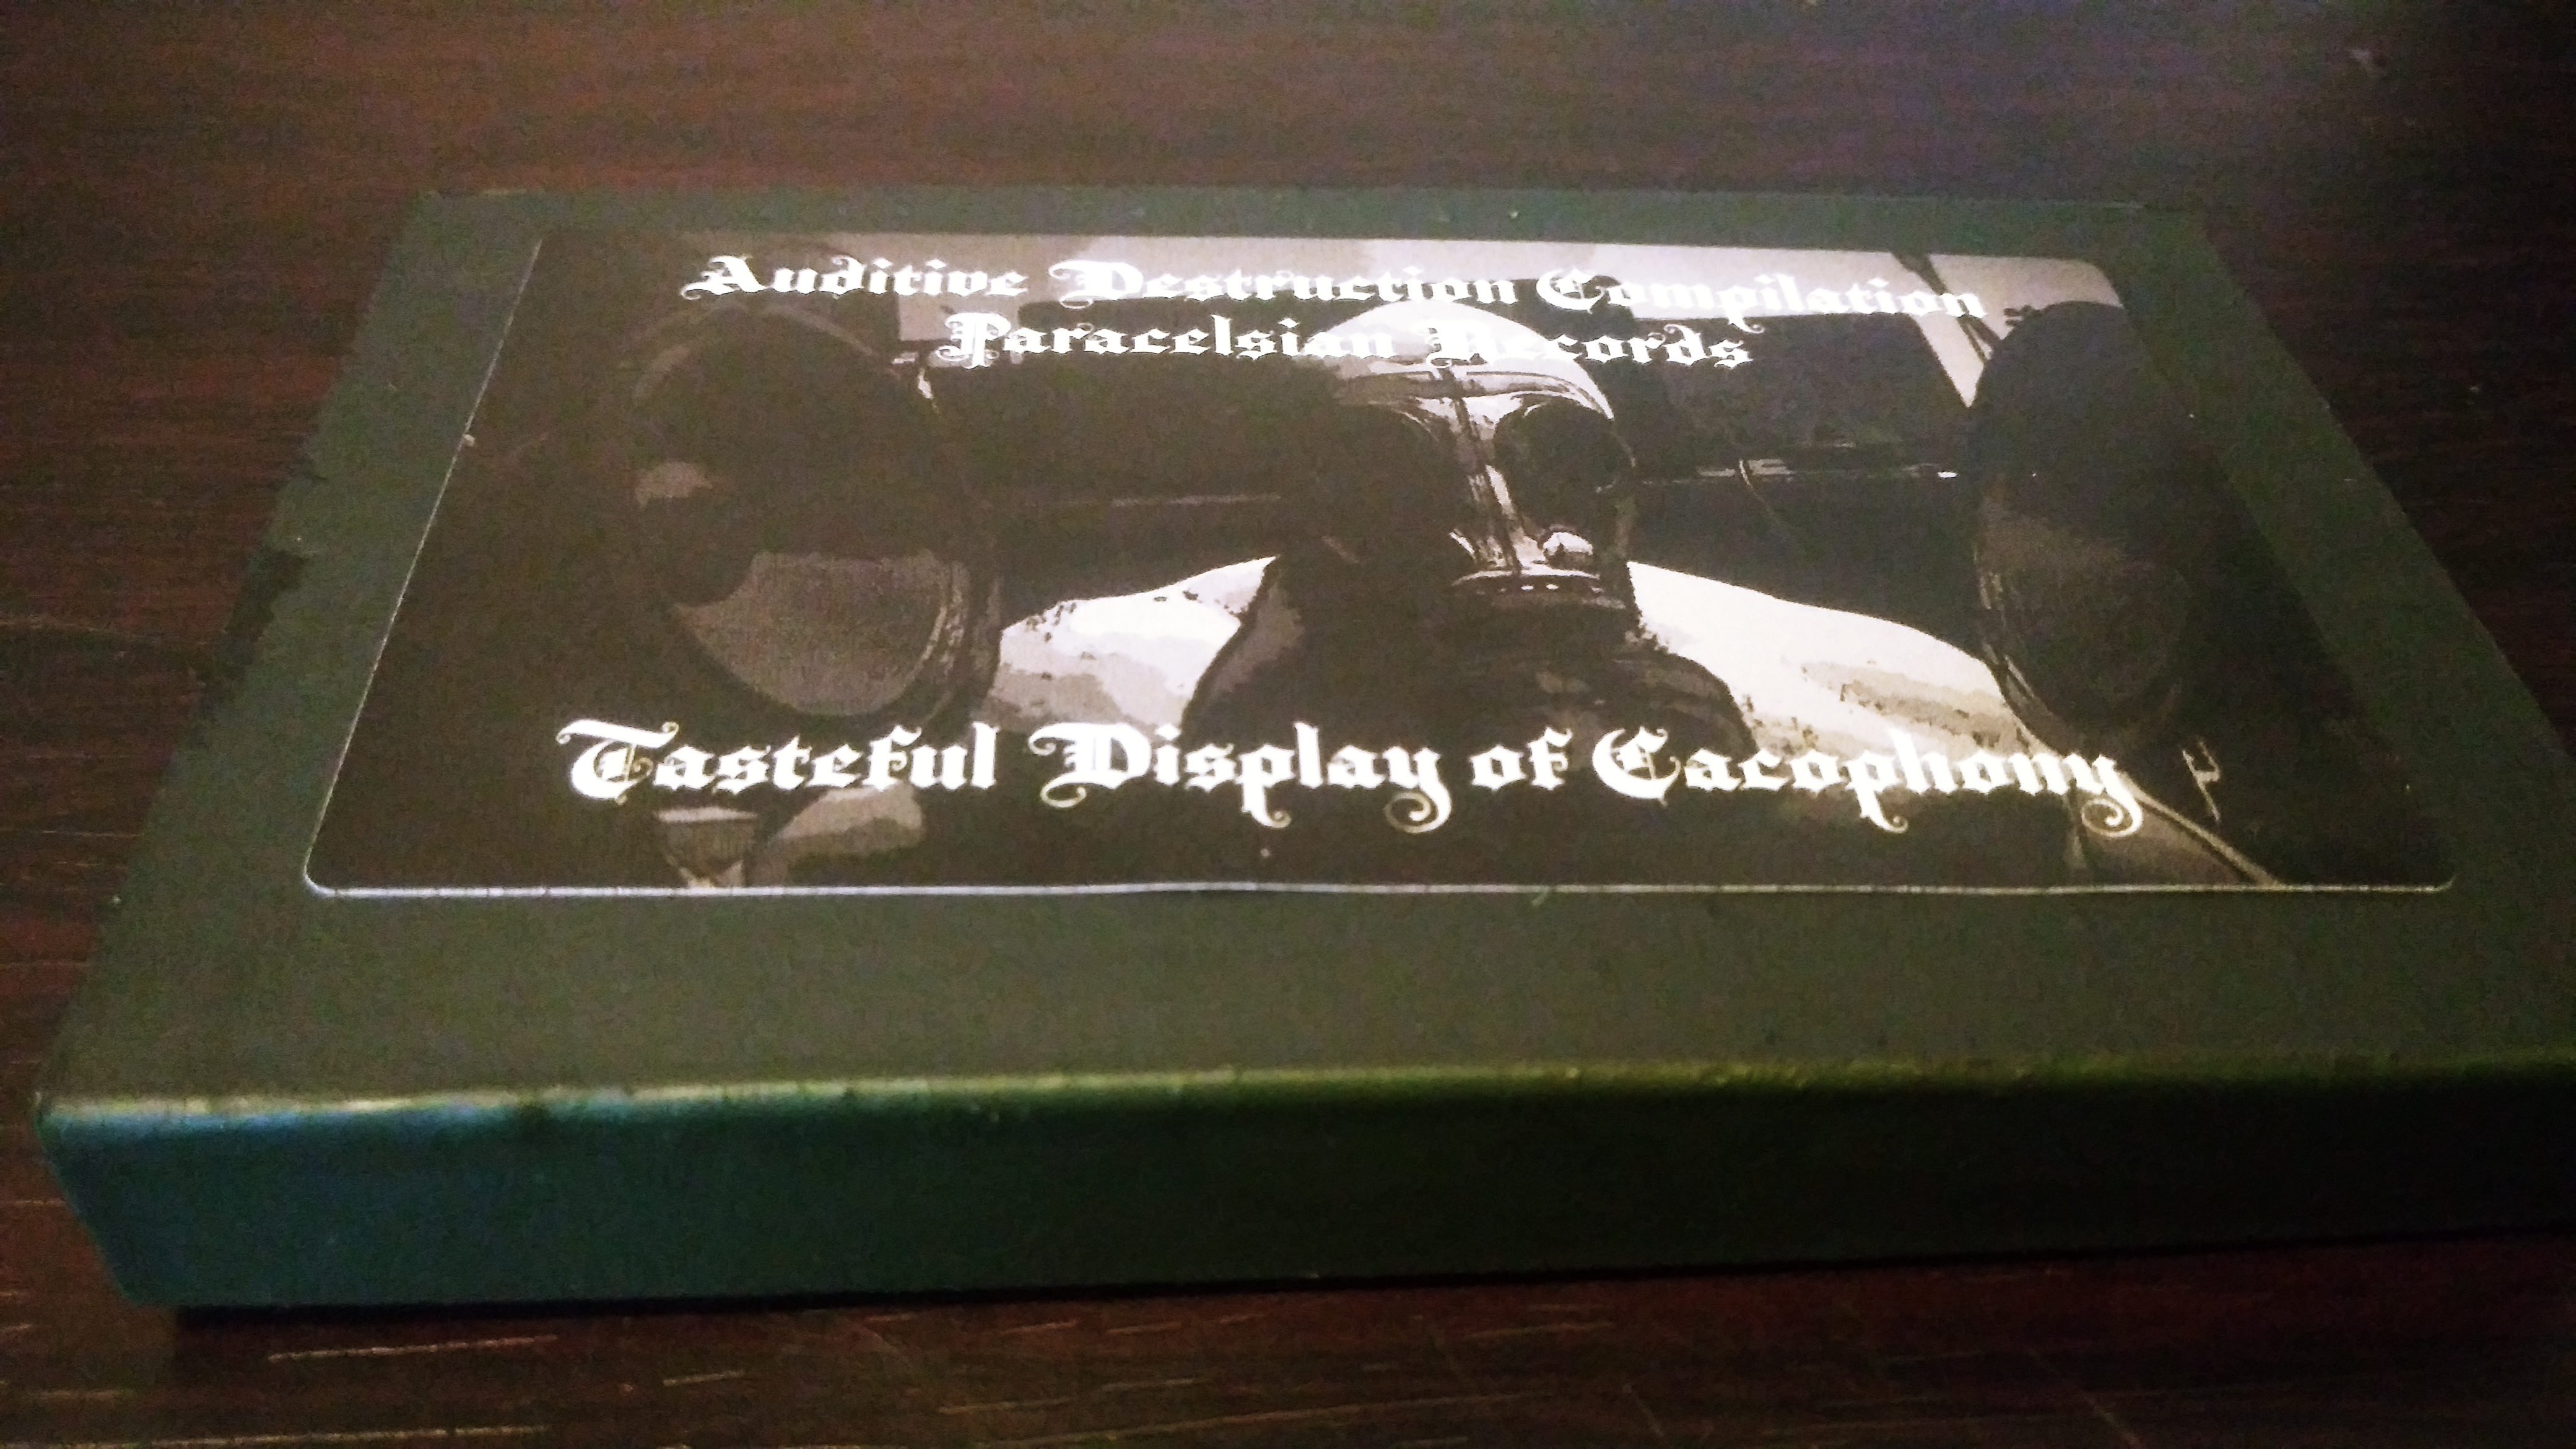 Auditive Destruction Compilation
Paracelsian Records
Tasteful Display of Cacophony